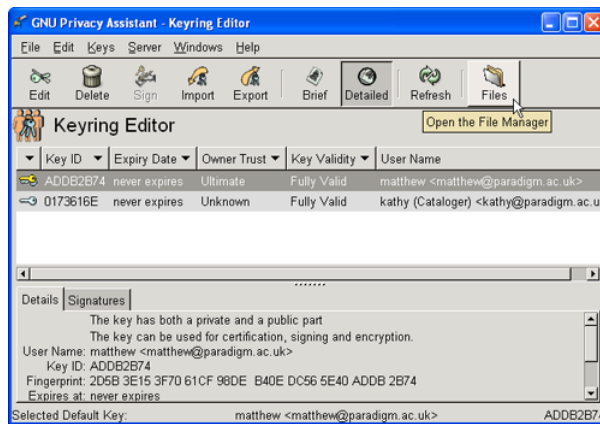 GNU Privacy Assistant - Keyring Editor
File Edit Keys Server Windows Help
Edit Delete Sign Import Export Brief Detailed Refresh Files
Keyring Editor
Open the File Manager
Key ID Expiry Date Owner Trust Key Validity User Name
ADDB2B74 never expires Ultimate Fully Valid matthew <matthew@paradigm.ac.uk>
0173616E never expires Unknown Fully Valid kathy (Cataloger) <kathy@paradigm.ac.u
Details Signatures
The key has both a private and a public part
The key can be used for certification, signing and encryption.
User Name: matthew <matthew@paradigm.ac.uk>
Key ID: ADDB2B74
Fingerprint: 2D5B 3E15 3F70 61CF 98DE B40E DC56 5E40 ADDB 2B74
Expires at: never expires
Selected Default Key: matthew <matthew@paradigm.ac.uk> ADDB2B74